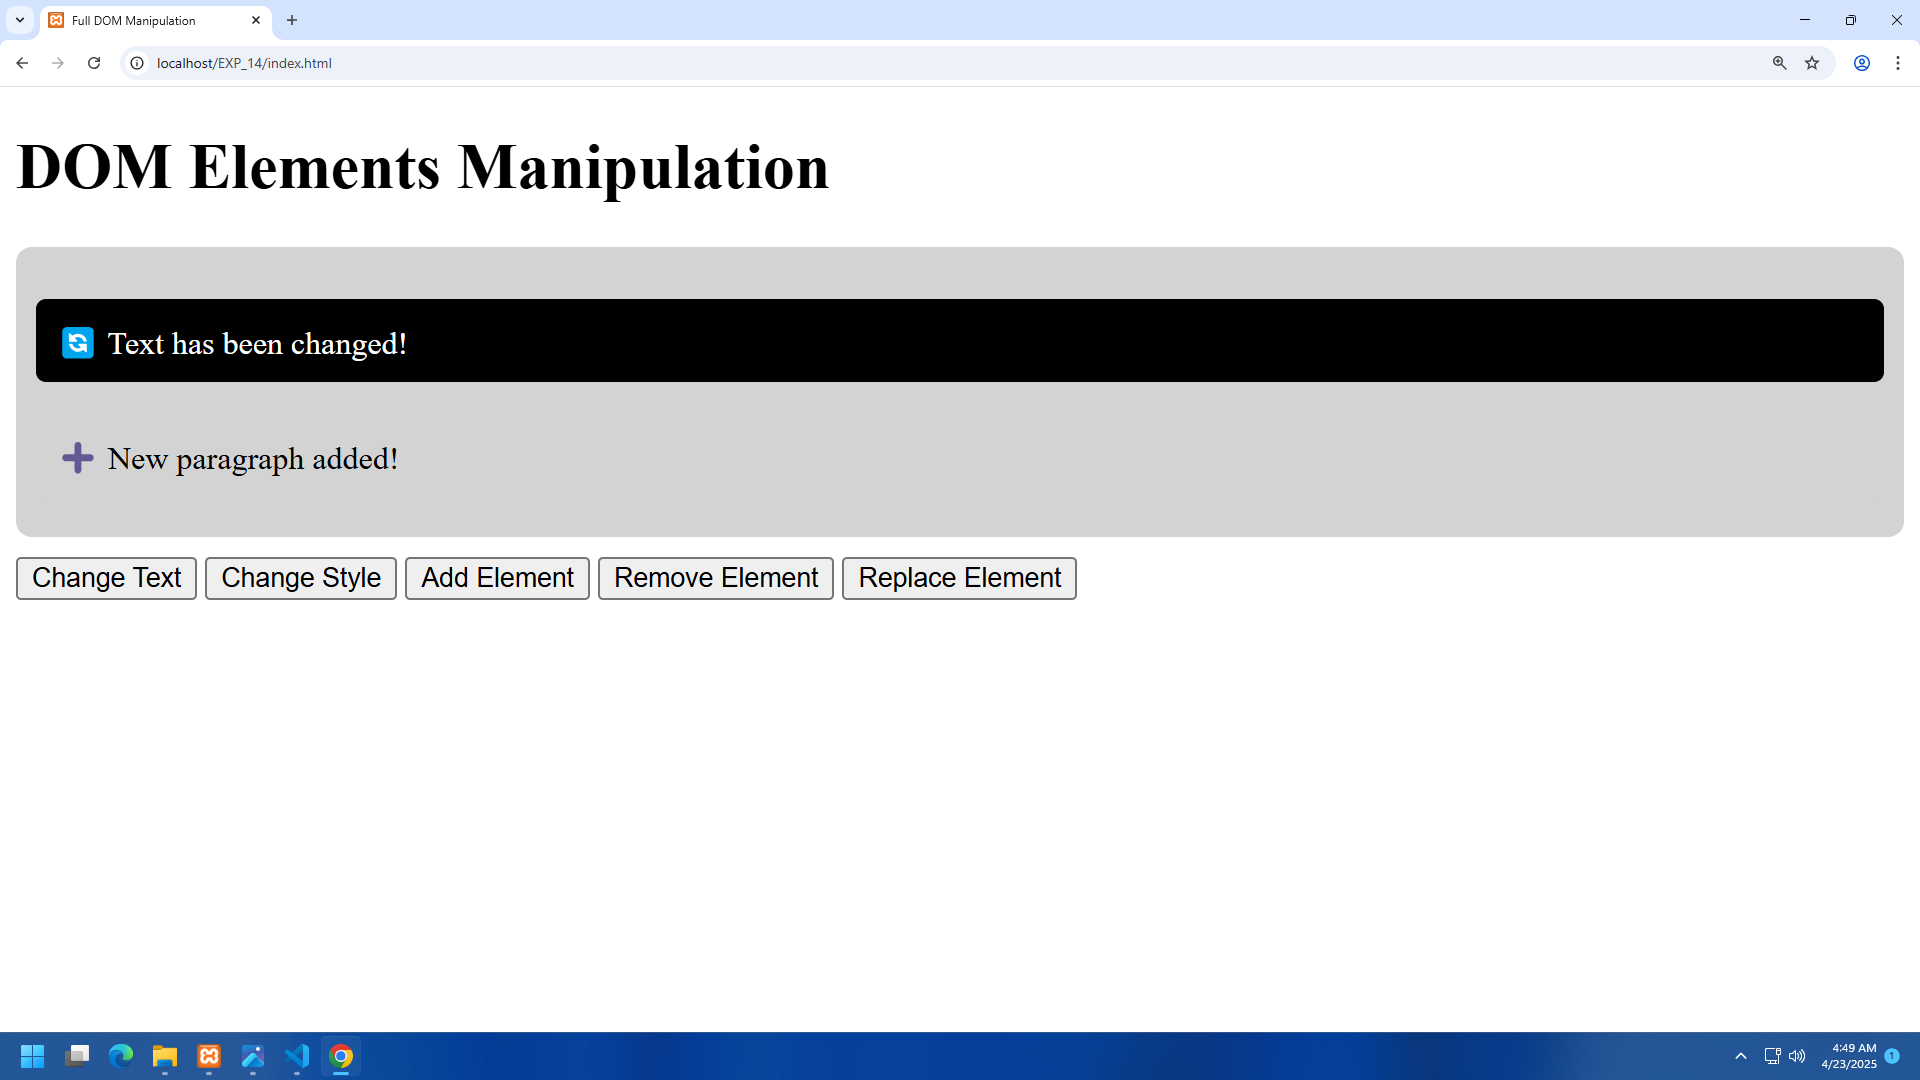 Full DOM Manipulation
localhost/EXP_14/index.html
DOM Elements Manipulation
🔄 Text has been changed!
➕ New paragraph added!
Change Text Change Style Add Element Remove Element Replace Element
4:49 AM
4/23/2025
1